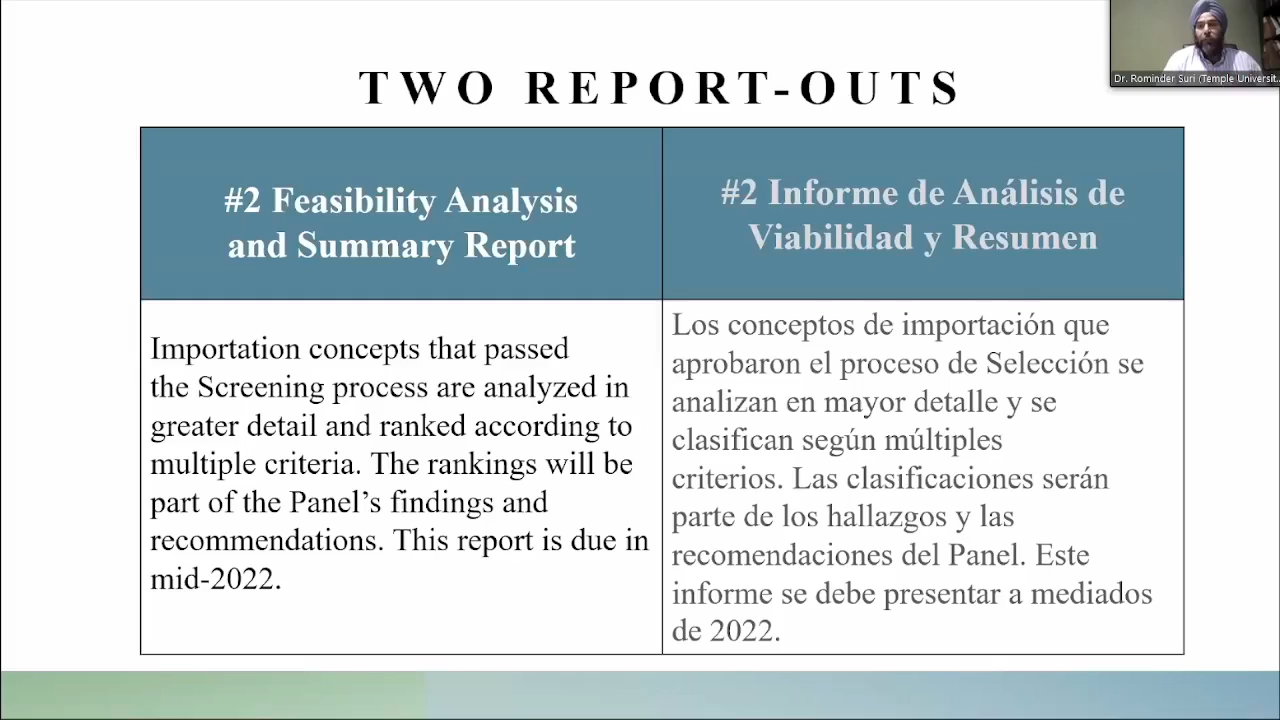 Dr. Rominder Suri (Temple Universit...
TWO REPORT-OUTS
#2 Feasibility Analysis
and Summary Report
#2 Informe de Análisis de
Viabilidad y Resumen
Importation concepts that passed
the Screening process are analyzed in
greater detail and ranked according to
multiple criteria. The rankings will be
part of the Panel’s findings and
recommendations. This report is due in
mid-2022.
Los conceptos de importación que
aprobaron el proceso de Selección se
analizan en mayor detalle y se
clasifican según múltiples
criterios. Las clasificaciones serán
parte de los hallazgos y las
recomendaciones del Panel. Este
informe se debe presentar a mediados
de 2022.